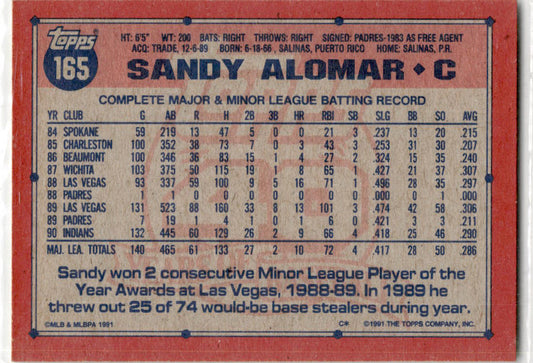 Topps
165
HT: 6'5" WT: 200 BATS: RIGHT THROWS: RIGHT SIGNED: PADRES-1983 AS FREE AGENT
ACQ: TRADE, 12-6-89 BORN: 6-18-66, SALINAS, PUERTO RICO HOME: SALINAS, P.R.
SANDY ALOMAR • C
COMPLETE MAJOR & MINOR LEAGUE BATTING RECORD
YR CLUB G AB R H 2B 3B HR RBI SB SLG BB SO AVG
84 SPOKANE 59 219 13 47 5 0 0 21 3 .237 13 20 .215
85 CHARLESTON 100 352 38 73 7 0 3 43 3 .253 31 30 .207
86 BEAUMONT 100 346 36 83 15 1 4 27 2 .324 15 35 .240
87 WICHITA 103 375 50 115 19 1 8 65 1 .427 21 37 .307
88 LAS VEGAS 93 337 59 100 9 5 16 71 1 .495 28 35 .297
88 PADRES 1 1 0 0 0 0 0 0 0 .000 0 1 .000
89 LAS VEGAS 131 523 88 160 33 8 13 101 3 .474 42 58 .306
89 PADRES 7 19 1 4 1 0 1 6 0 .421 3 3 .211
90 INDIANS 132 445 60 129 26 2 9 66 4 .418 25 46 .290
MAJ. LEA. TOTALS 140 465 61 133 27 2 10 72 4 .417 28 50 .286
Sandy won 2 consecutive Minor League Player of the
Year Awards at Las Vegas, 1988-89. In 1989 he
threw out 25 of 74 would-be base stealers during year.
©MLB & MLBPA 1991 C* ©1991 THE TOPPS COMPANY, INC.